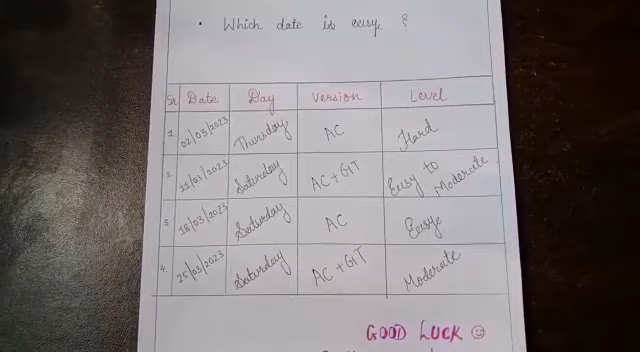 • Which date is easy ?
Sr. Date Day Version Level
1. 02/03/2023 Thursday AC Hard
2. 11/03/2023 Saturday AC+GT Easy to Moderate
3. 18/03/2023 Saturday AC Easy
4. 25/03/2023 Saturday AC+GT Moderate
GOOD LUCK ☺